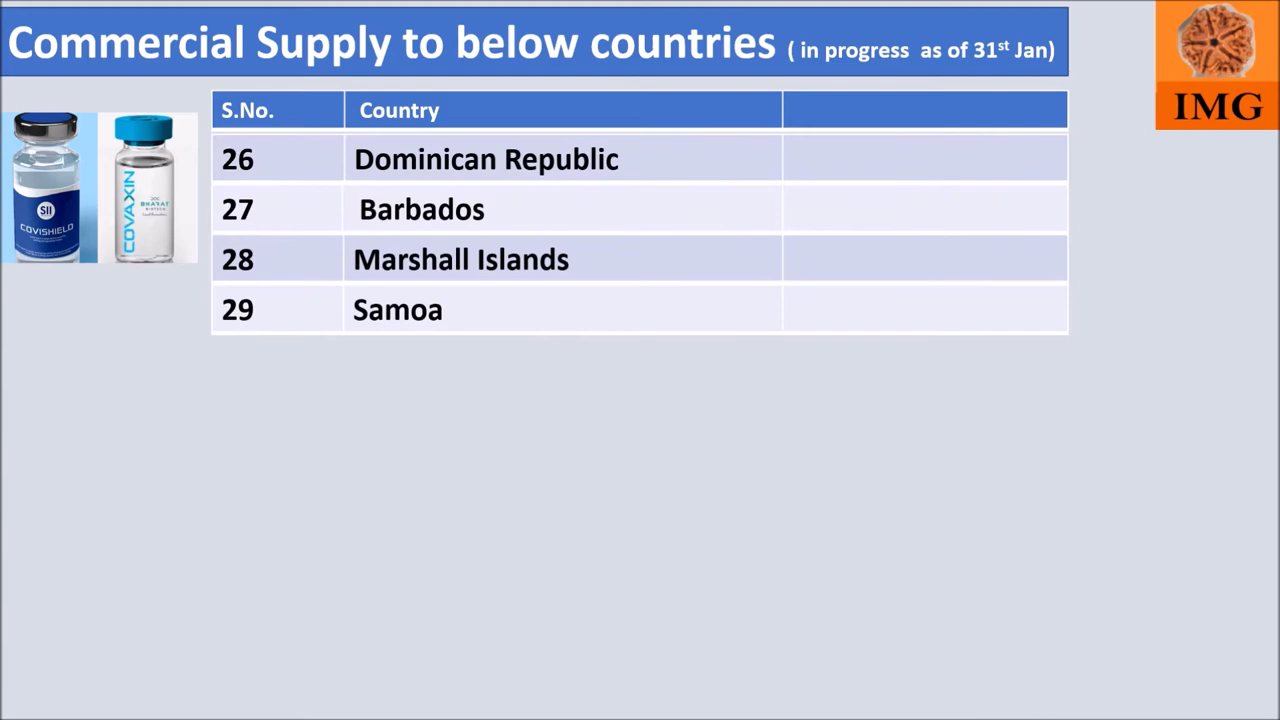 Commercial Supply to below countries ( in progress as of 31st Jan)
IMG
S.No. Country
26 Dominican Republic
27 Barbados
28 Marshall Islands
29 Samoa
SII
COVISHIELD
COVAXIN
BHARAT